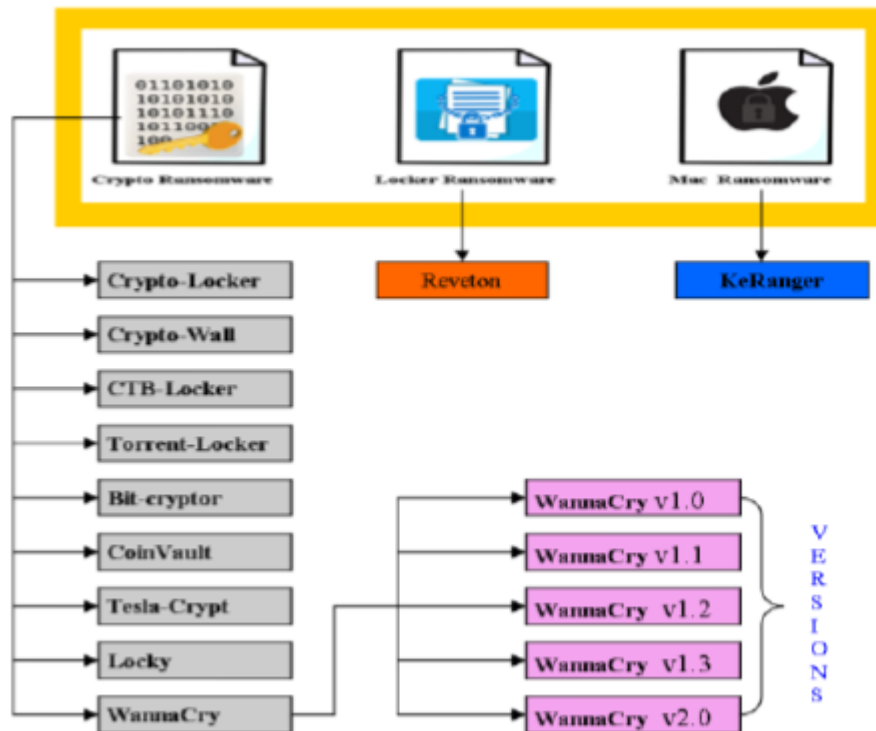 01101010
10101010
10101110
1011000
100
Crypto Ransomware
Locker Ransomware
Mac Ransomware
Crypto-Locker
Reveton
KeRanger
Crypto-Wall
CTB-Locker
Torrent-Locker
Bit-cryptor
CoinVault
Tesla-Crypt
Locky
WannaCry
WannaCry v1.0
WannaCry v1.1
WannaCry v1.2
WannaCry v1.3
WannaCry v2.0
VERSIONS